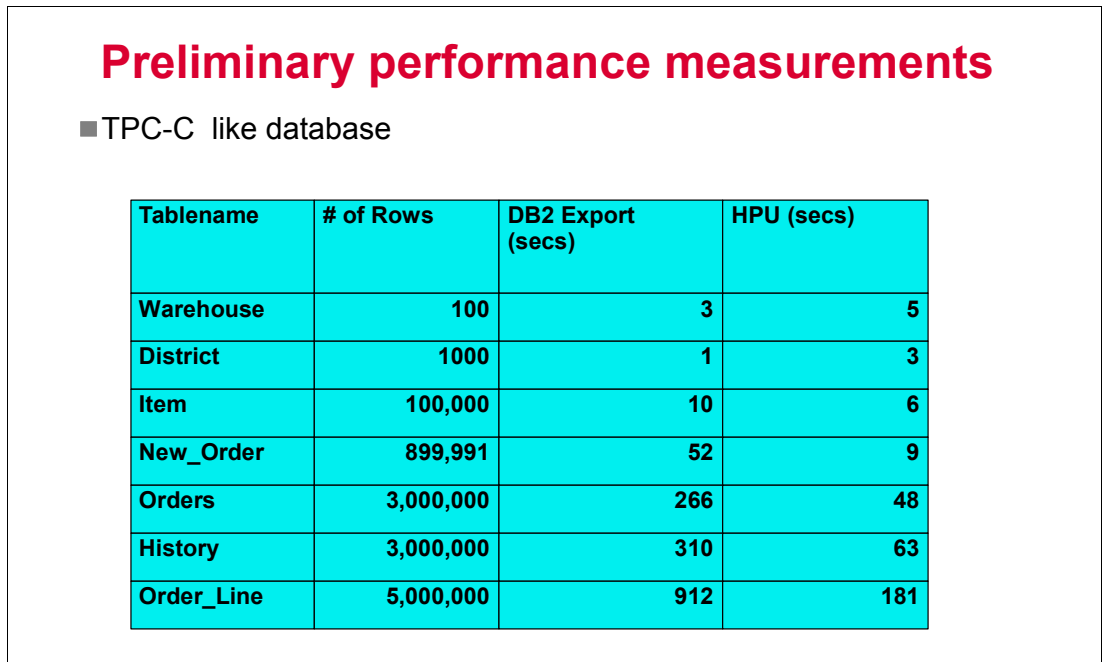 Preliminary performance measurements
TPC-C like database
Tablename # of Rows DB2 Export HPU (secs)
(secs)
Warehouse 100 3 5
District 1000 1 3
Item 100,000 10 6
New_Order 899,991 52 9
Orders 3,000,000 266 48
History 3,000,000 310 63
Order_Line 5,000,000 912 181